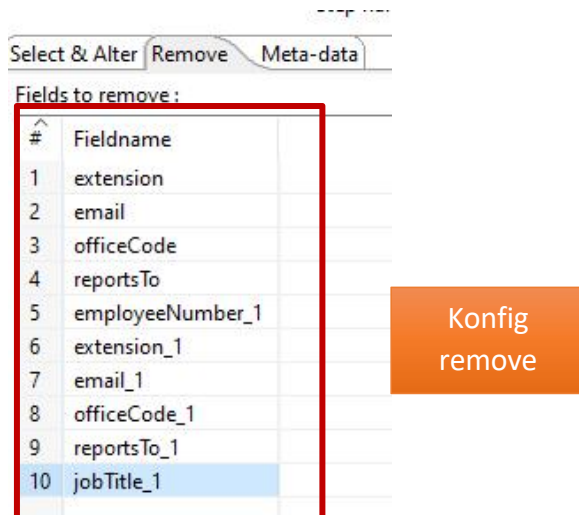 Select & Alter Remove Meta-data
Fields to remove :
# Fieldname
1 extension
2 email
3 officeCode
4 reportsTo
5 employeeNumber_1
6 extension_1
7 email_1
8 officeCode_1
9 reportsTo_1
10 jobTitle_1
Konfig
remove